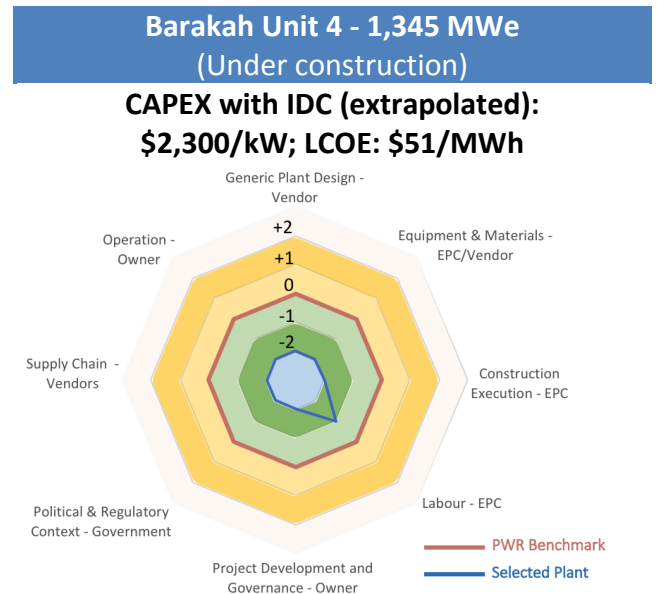 Barakah Unit 4 - 1,345 MWe
(Under construction)
CAPEX with IDC (extrapolated):
$2,300/kW; LCOE: $51/MWh
Generic Plant Design -
Vendor
Operation -
Owner
Equipment & Materials -
EPC/Vendor
+2
+1
0
-1
-2
Supply Chain -
Vendors
Construction
Execution - EPC
Political & Regulatory
Context - Government
Labour - EPC
Project Development and
Governance - Owner
PWR Benchmark
Selected Plant